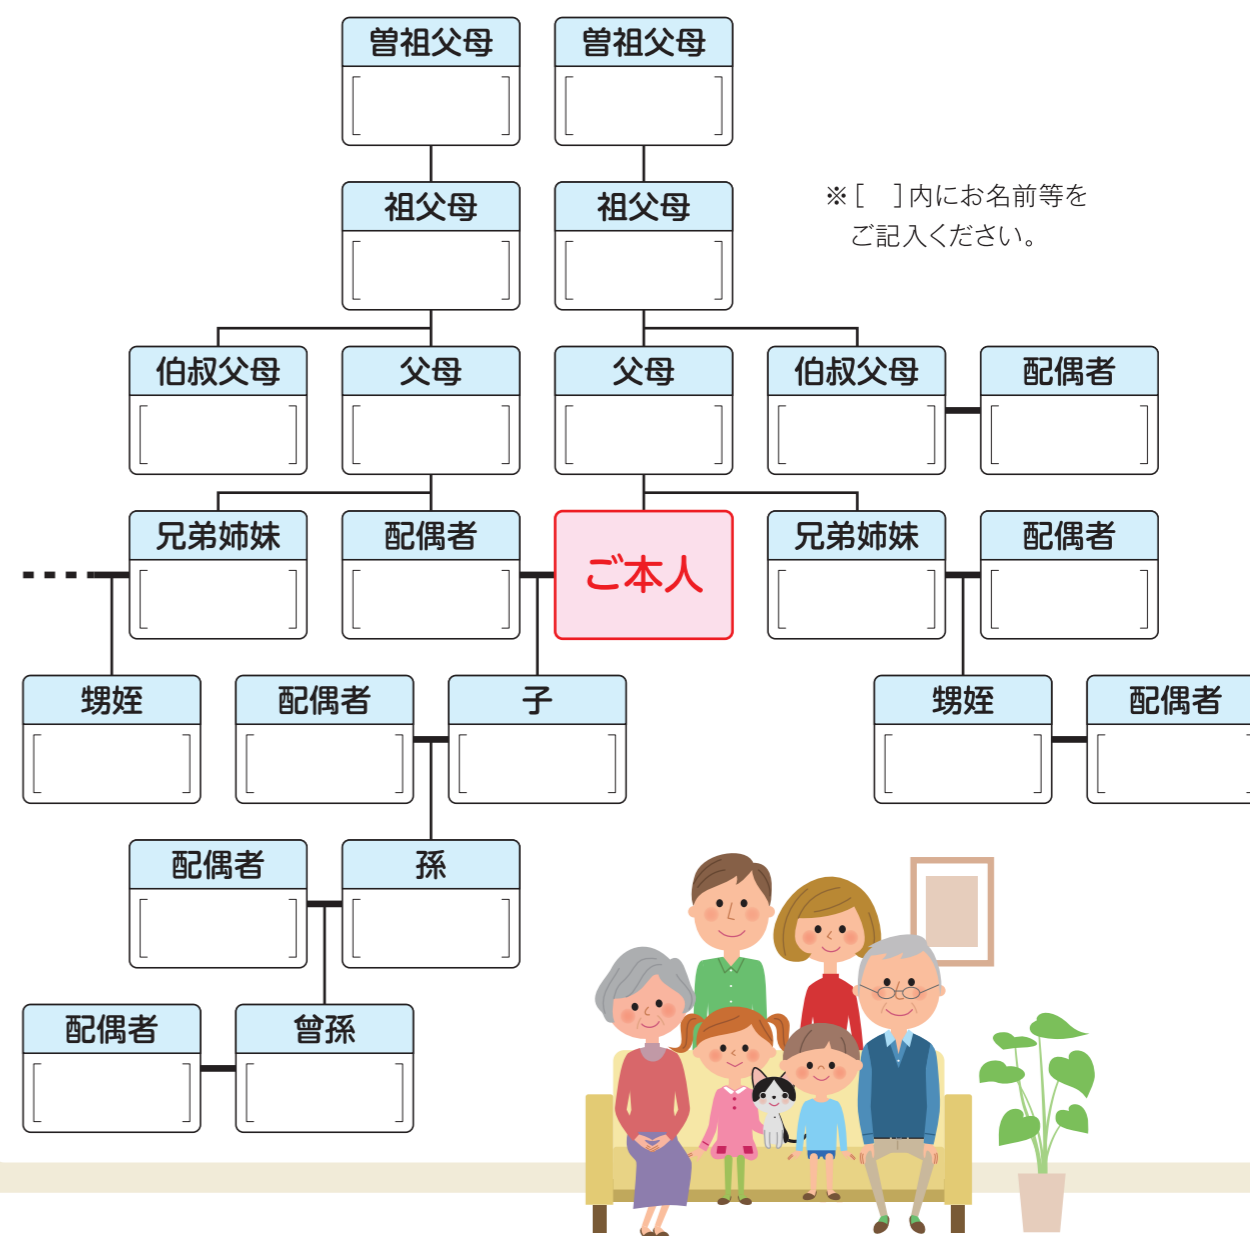 曽祖父母
曽祖父母
祖父母
祖父母
※［　］内にお名前等を
ご記入ください。
伯叔父母
父母
父母
伯叔父母
配偶者
兄弟姉妹
配偶者
ご本人
兄弟姉妹
配偶者
甥姪
配偶者
子
甥姪
配偶者
配偶者
孫
配偶者
曾孫